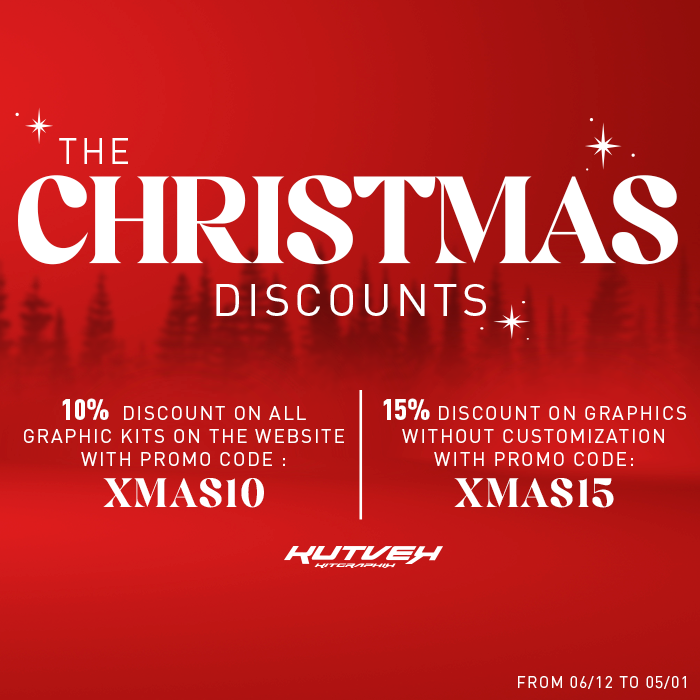 THE
CHRISTMAS
DISCOUNTS
10% DISCOUNT ON ALL
GRAPHIC KITS ON THE WEBSITE
WITH PROMO CODE :
XMAS10
15% DISCOUNT ON GRAPHICS
WITHOUT CUSTOMIZATION
WITH PROMO CODE:
XMAS15
KUTVEK
KITGRAPHIK
FROM 06/12 TO 05/01